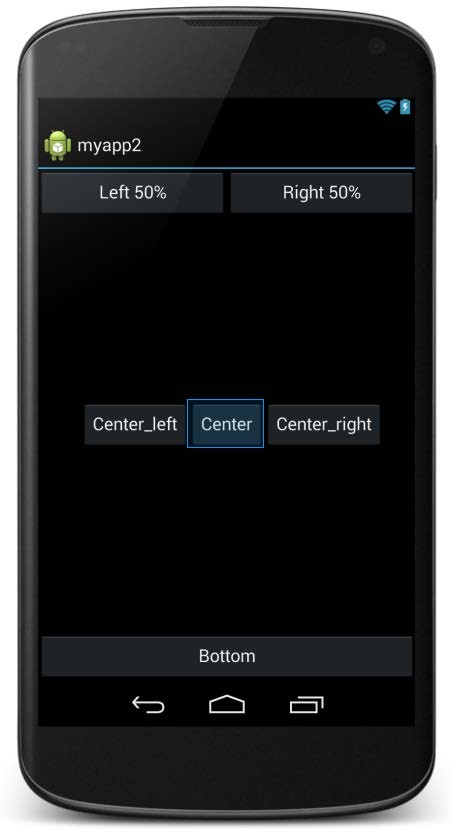 myapp2
Left 50% Right 50%
Center_left Center Center_right
Bottom